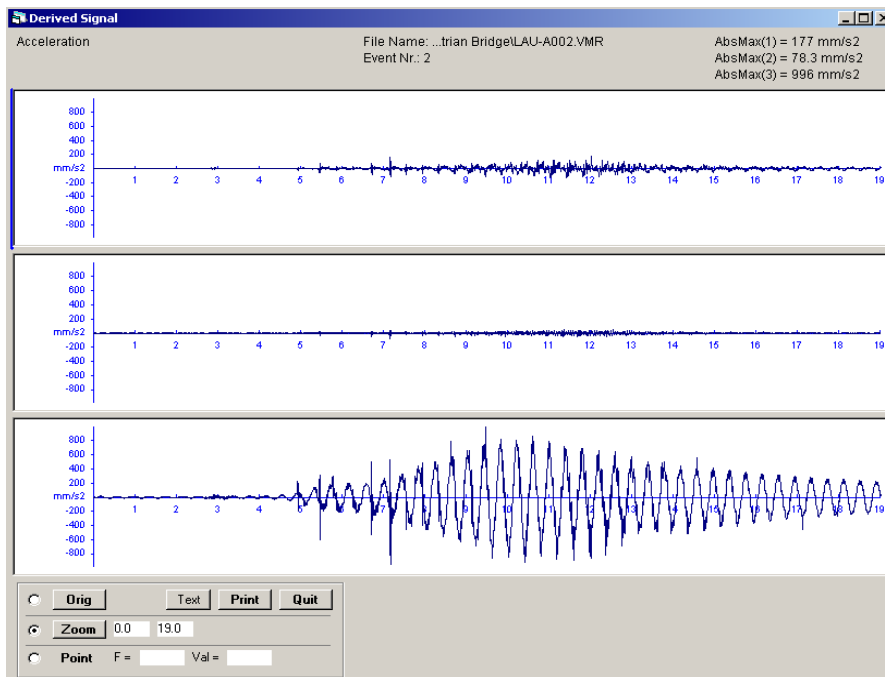 Derived Signal
Acceleration
File Name: ...trian Bridge\LAU-A002.VMR
Event Nr.: 2
AbsMax(1) = 177 mm/s2
AbsMax(2) = 78.3 mm/s2
AbsMax(3) = 996 mm/s2
800
600
400
200
mm/s2
-200
-400
-600
-800
1 2 3 4 5 6 7 8 9 10 11 12 13 14 15 16 17 18 19
800
600
400
200
mm/s2
-200
-400
-600
-800
1 2 3 4 5 6 7 8 9 10 11 12 13 14 15 16 17 18 19
800
600
400
200
mm/s2
-200
-400
-600
-800
1 2 3 4 5 6 7 8 9 10 11 12 13 14 15 16 17 18 19
Orig Text Print Quit
Zoom 0.0 19.0
Point F = Val =